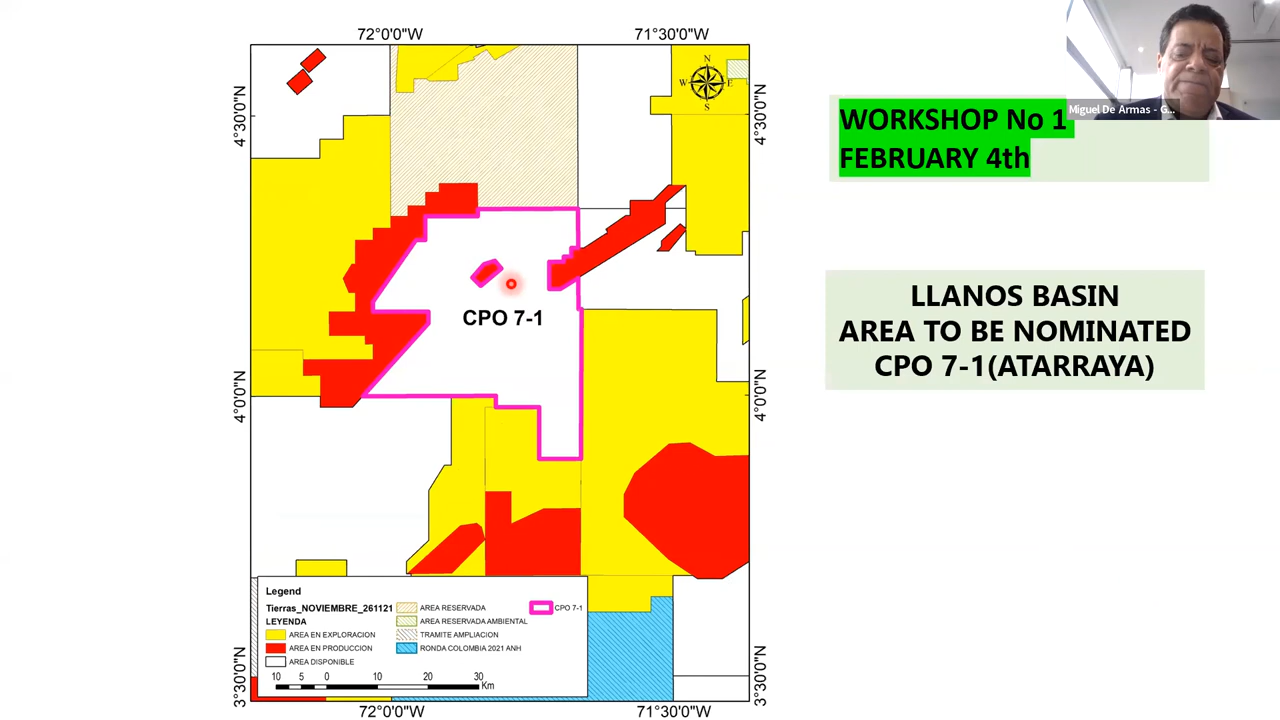 72°0'0"W
71°30'0"W
4°30'0"N
4°30'0"N
N
W
E
S
Miguel De Armas - G...
WORKSHOP No 1
FEBRUARY 4th
CPO 7-1
LLANOS BASIN
AREA TO BE NOMINATED
CPO 7-1(ATARRAYA)
4°0'0"N
4°0'0"N
Legend
Tierras_NOVIEMBRE_261121
LEYENDA
AREA EN EXPLORACION
AREA EN PRODUCCION
AREA DISPONIBLE
AREA RESERVADA
AREA RESERVADA AMBIENTAL
TRAMITE AMPLIACION
RONDA COLOMBIA 2021 ANH
CPO 7-1
10 5 0 10 20 30
Km
3°30'0"N
3°30'0"N
72°0'0"W
71°30'0"W